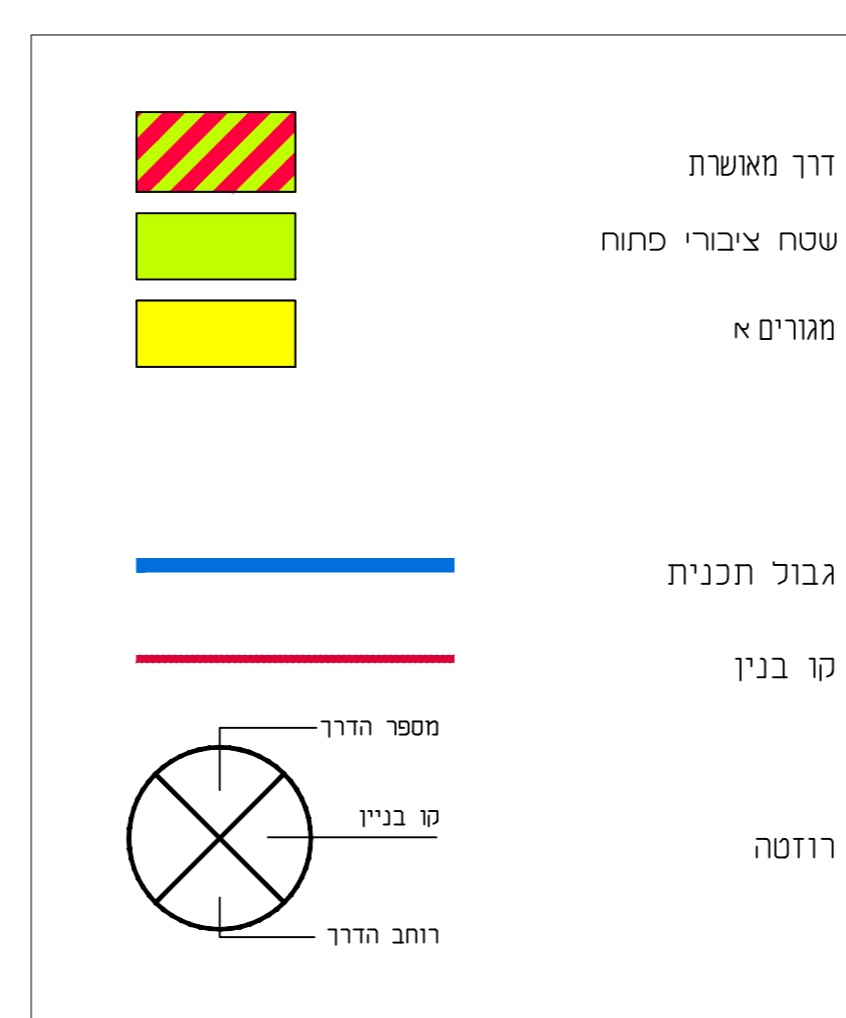 דרך מאושרת
שטח ציבורי פתוח
מגורים א
גבול תכנית
קו בנין
מספר הדרך
קו בניין
רוזטה
רוחב הדרך